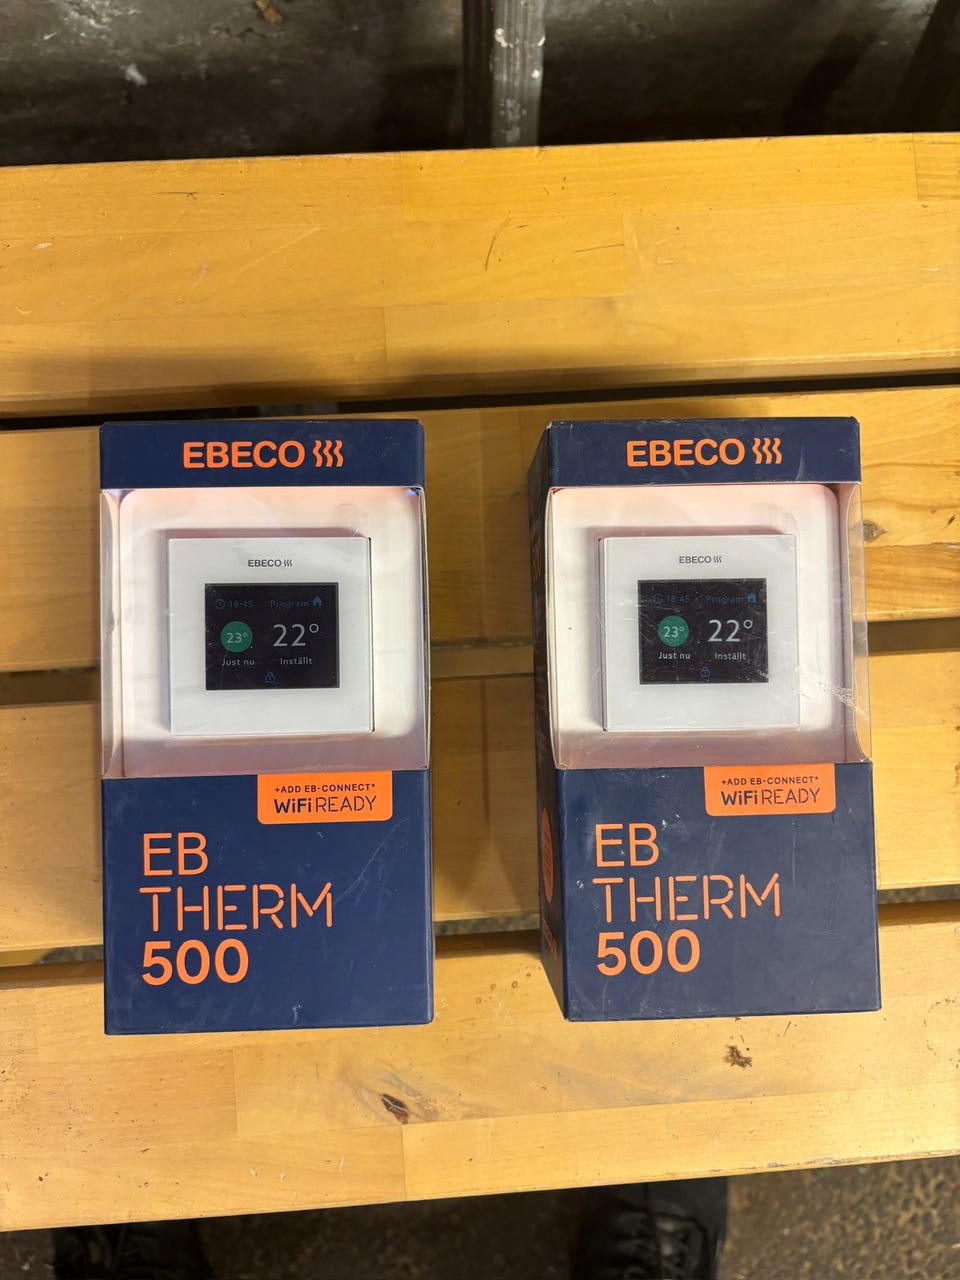 EBECO
EBECO
18:45 Program
23° 22°
Just nu Inställt
+ADD EB-CONNECT*
WiFi READY
EB
THERM
500
EBECO
EBECO
18:45 Program
23° 22°
Just nu Inställt
+ADD EB-CONNECT*
WiFi READY
EB
THERM
500